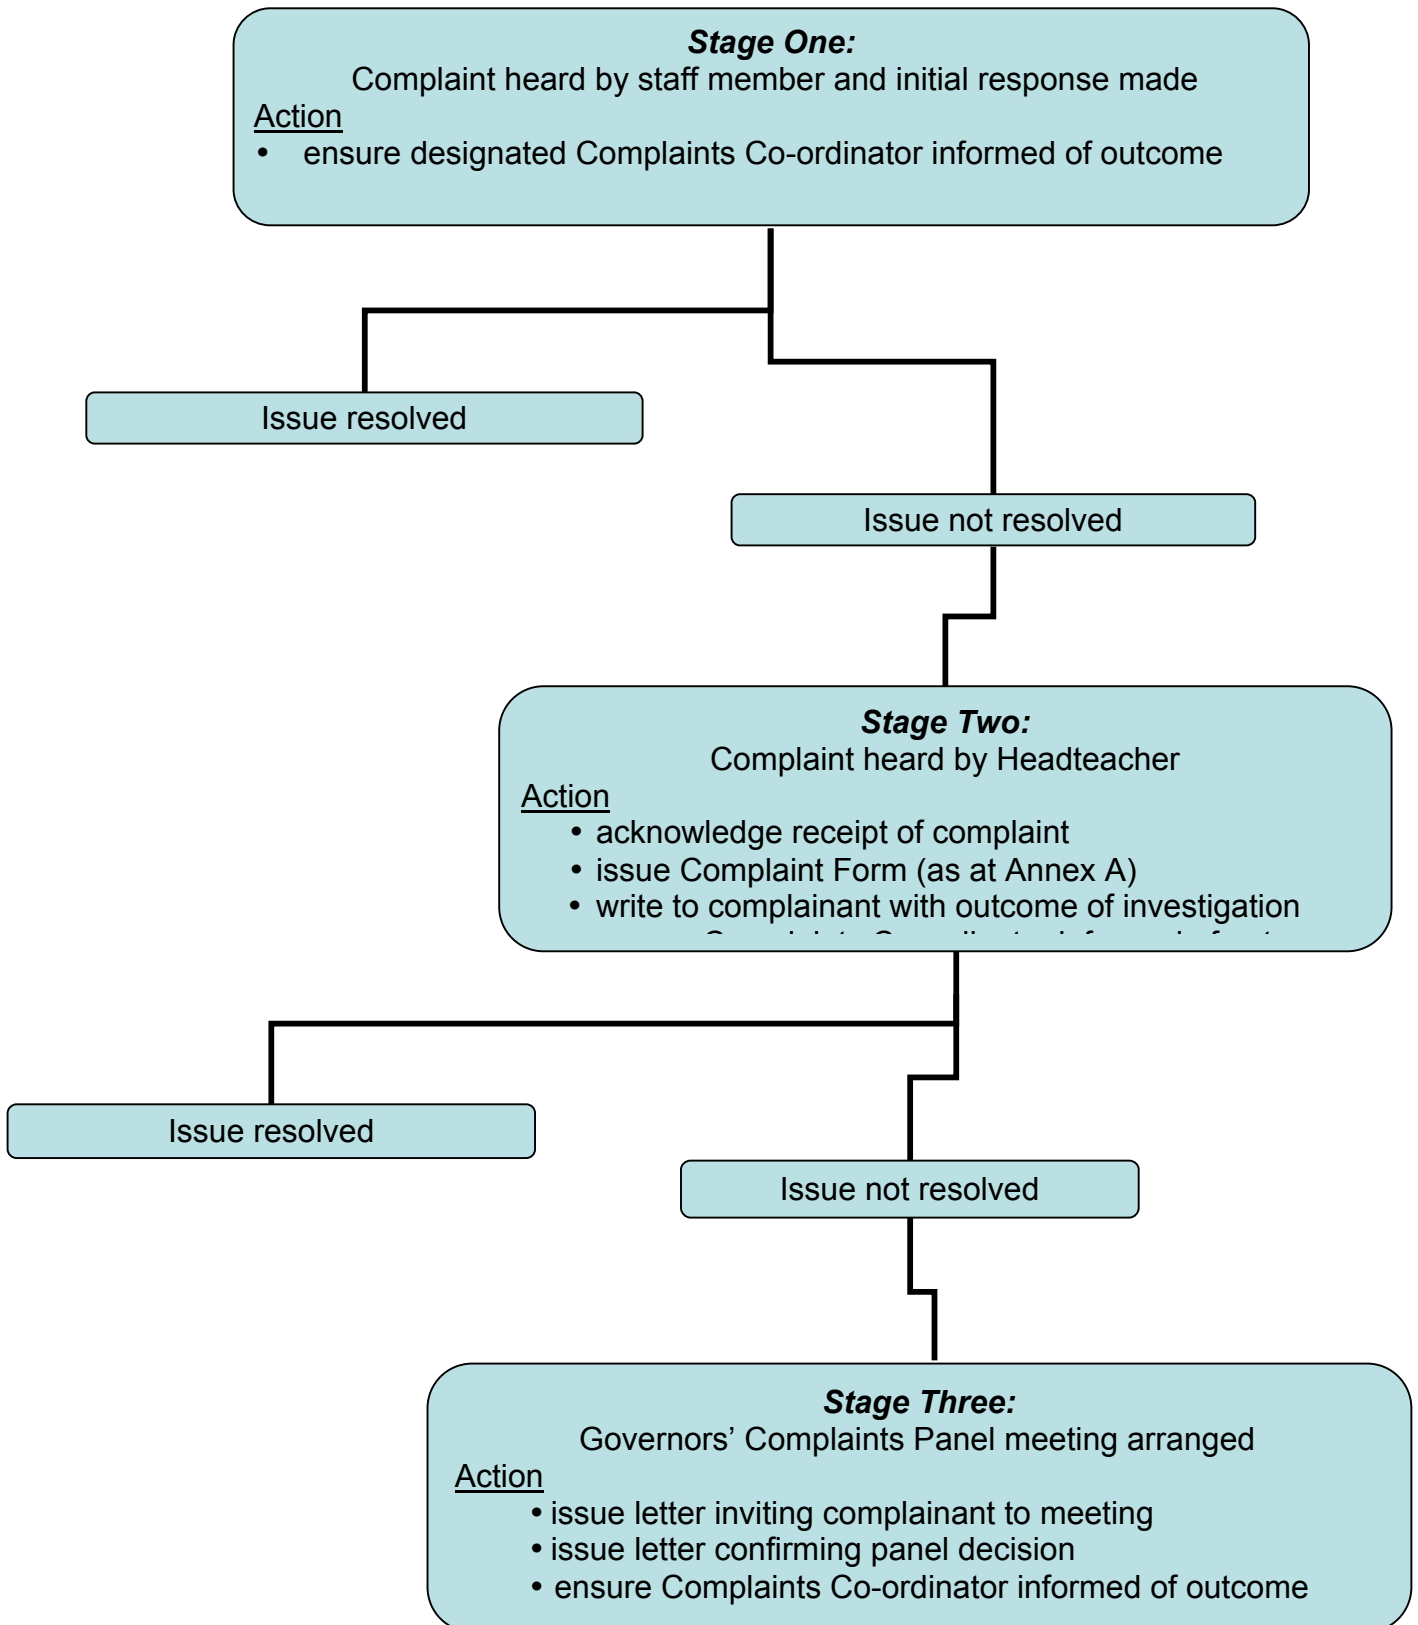 Stage One:
Complaint heard by staff member and initial response made
Action
• ensure designated Complaints Co-ordinator informed of outcome
Issue resolved
Issue not resolved
Stage Two:
Complaint heard by Headteacher
Action
• acknowledge receipt of complaint
• issue Complaint Form (as at Annex A)
• write to complainant with outcome of investigation
Issue resolved
Issue not resolved
Stage Three:
Governors’ Complaints Panel meeting arranged
Action
• issue letter inviting complainant to meeting
• issue letter confirming panel decision
• ensure Complaints Co-ordinator informed of outcome